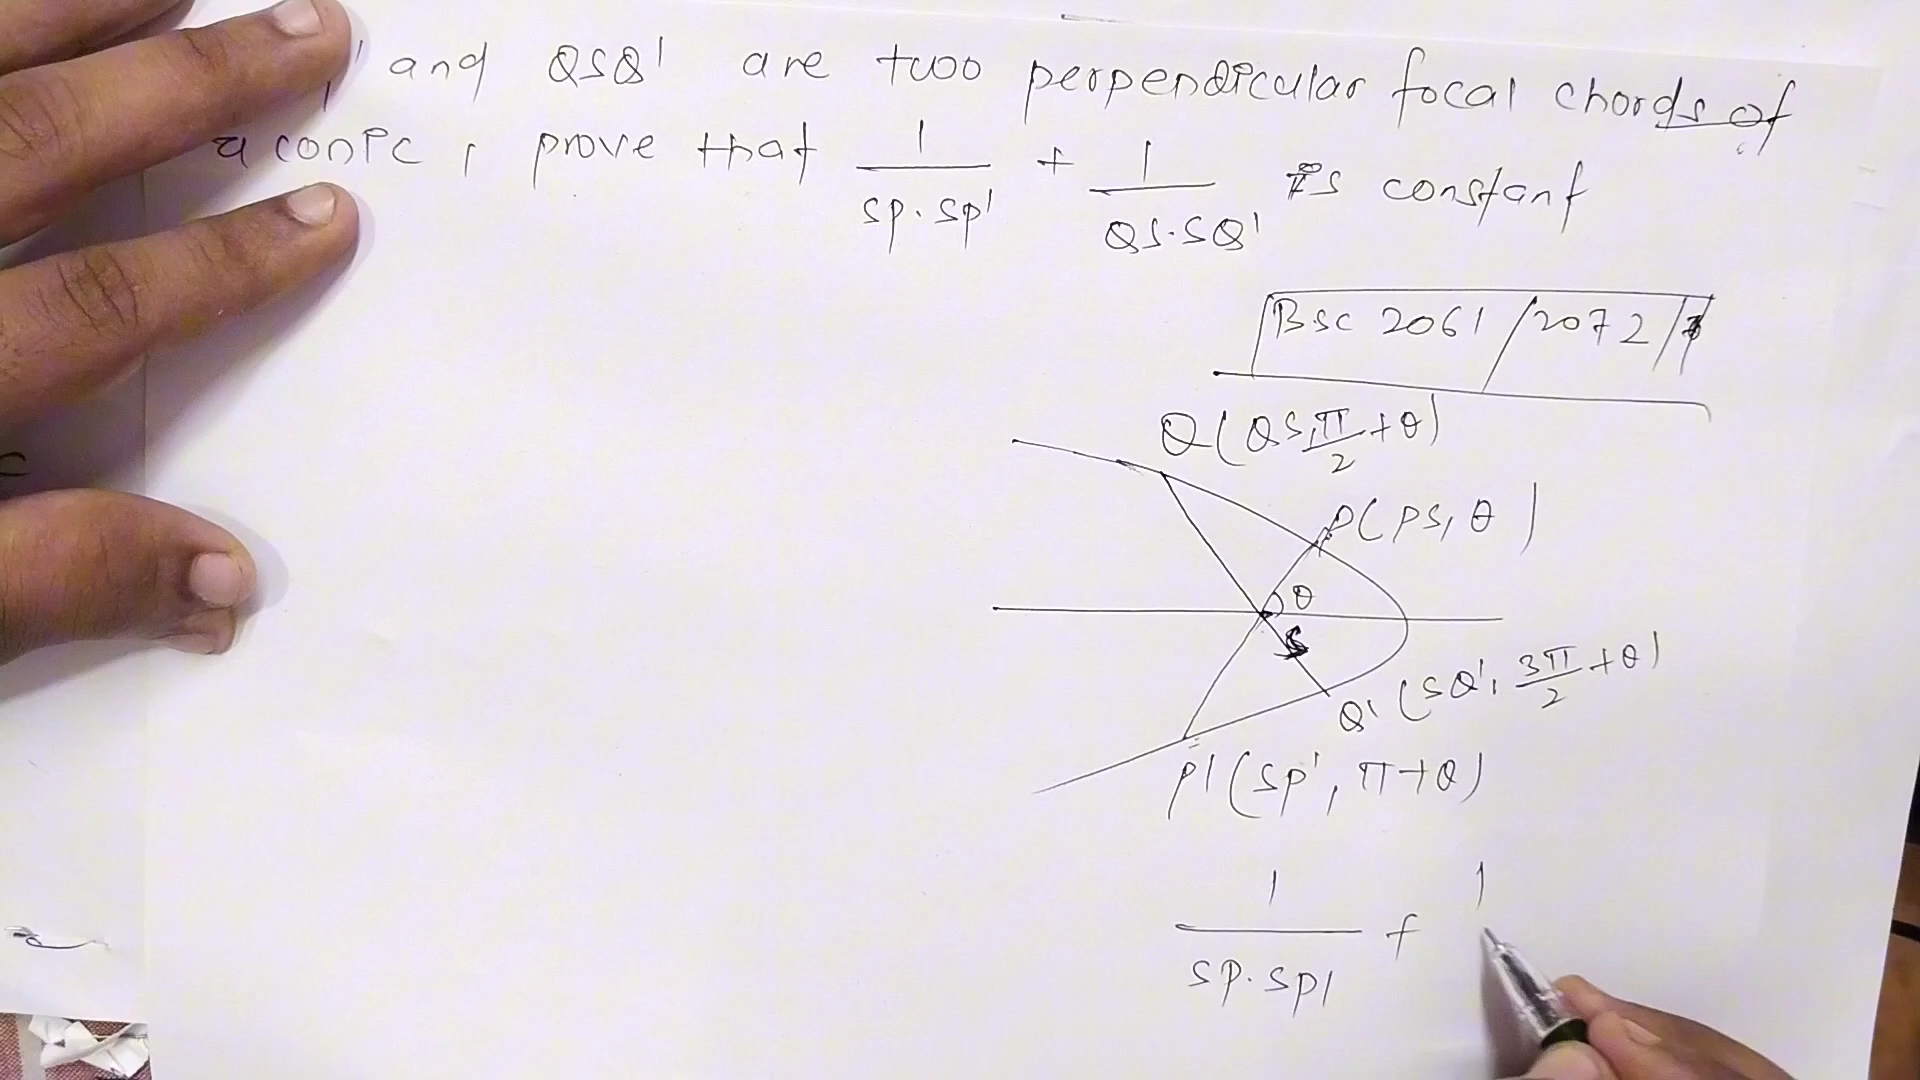 ' and QSQ' are two perpendicular focal chords of
a conic, prove that 1/SP.SP' + 1/QS.SQ' is constant
Bsc 2061 / 2072 /
Q(QS, π/2 + θ)
P(PS, θ)
θ
S
Q' (SQ', 3π/2 + θ)
P' (SP', π + θ)
1/SP.SP' + 1